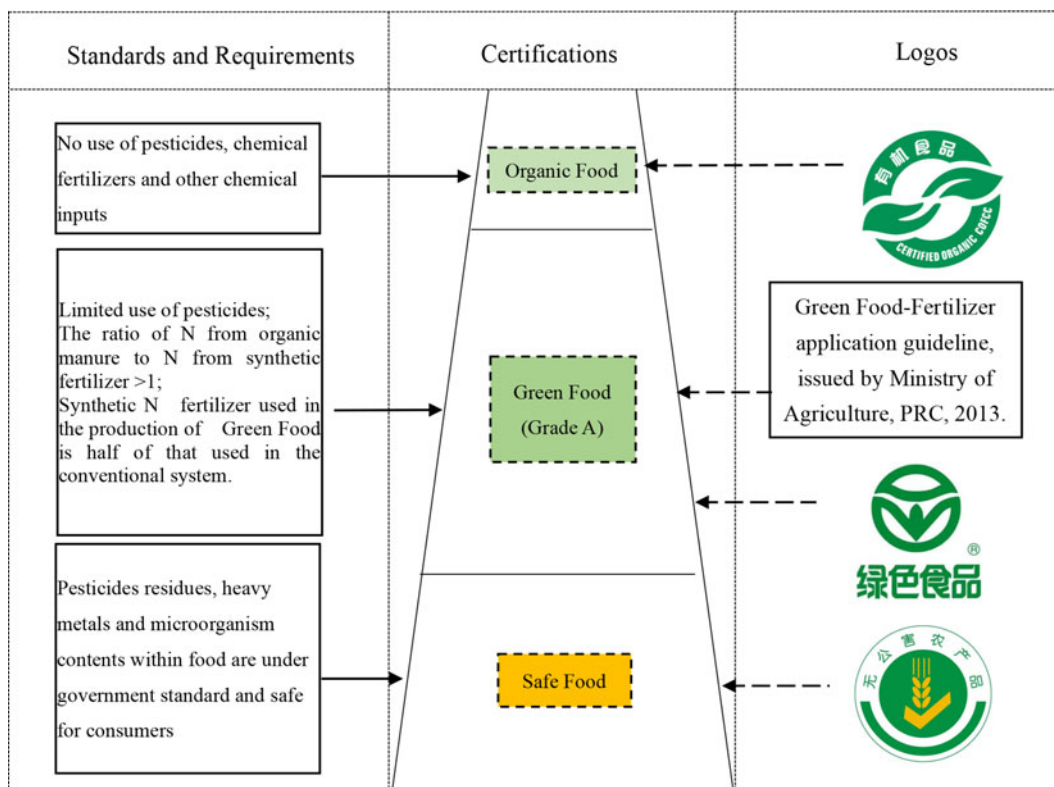 Standards and Requirements
Certifications
Logos
No use of pesticides, chemical
fertilizers and other chemical
inputs
Organic Food
有机食品
CERTIFIED ORGANIC COFCC
Limited use of pesticides;
The ratio of N from organic
manure to N from synthetic
fertilizer >1;
Synthetic N fertilizer used in
the production of Green Food
is half of that used in the
conventional system.
Green Food
(Grade A)
Green Food-Fertilizer
application guideline,
issued by Ministry of
Agriculture, PRC, 2013.
®
绿色食品
Pesticides residues, heavy
metals and microorganism
contents within food are under
government standard and safe
for consumers
Safe Food
无公害农产品